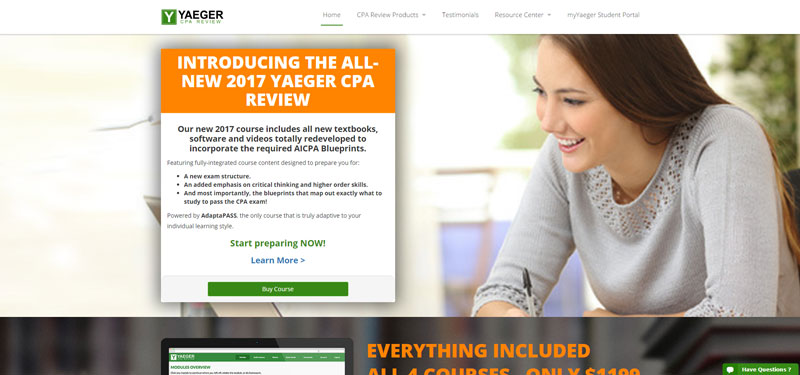 YAEGER
CPA REVIEW
Home CPA Review Products Testimonials Resource Center myYaeger Student Portal
INTRODUCING THE ALL-
NEW 2017 YAEGER CPA
REVIEW
Our new 2017 course includes all new textbooks,
software and videos totally redeveloped to
incorporate the required AICPA Blueprints.
Featuring fully-integrated course content designed to prepare you for:
A new exam structure.
An added emphasis on critical thinking and higher order skills.
And most importantly, the blueprints that map out exactly what to
study to pass the CPA exam!
Powered by AdaptaPASS, the only course that is truly adaptive to your
individual learning style.
Start preparing NOW!
Learn More >
Buy Course
YAEGER
MODULES OVERVIEW
EVERYTHING INCLUDED
ALL 4 COURSES ONLY $1199
Have Questions ?